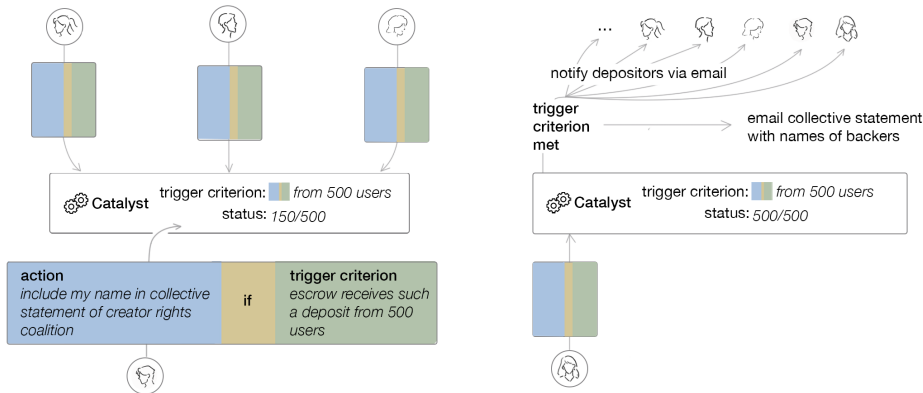 Catalyst
trigger criterion: from 500 users
status: 150/500
action
include my name in collective
statement of creator rights
coalition
if
trigger criterion
escrow receives such
a deposit from 500
users
...
notify depositors via email
trigger
criterion
met
email collective statement
with names of backers
Catalyst
trigger criterion: from 500 users
status: 500/500